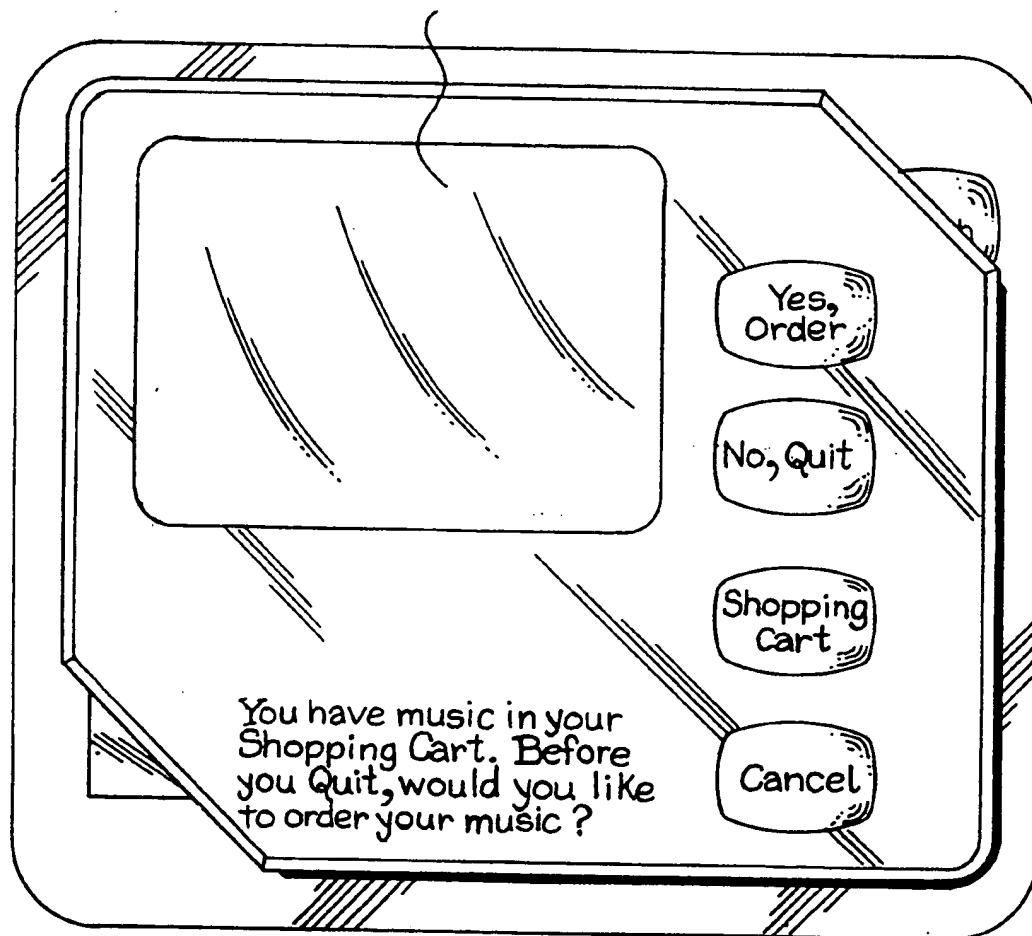 Yes,
Order
No, Quit
Shopping
Cart
You have music in your
Shopping Cart. Before
you Quit, would you like
to order your music ?
Cancel